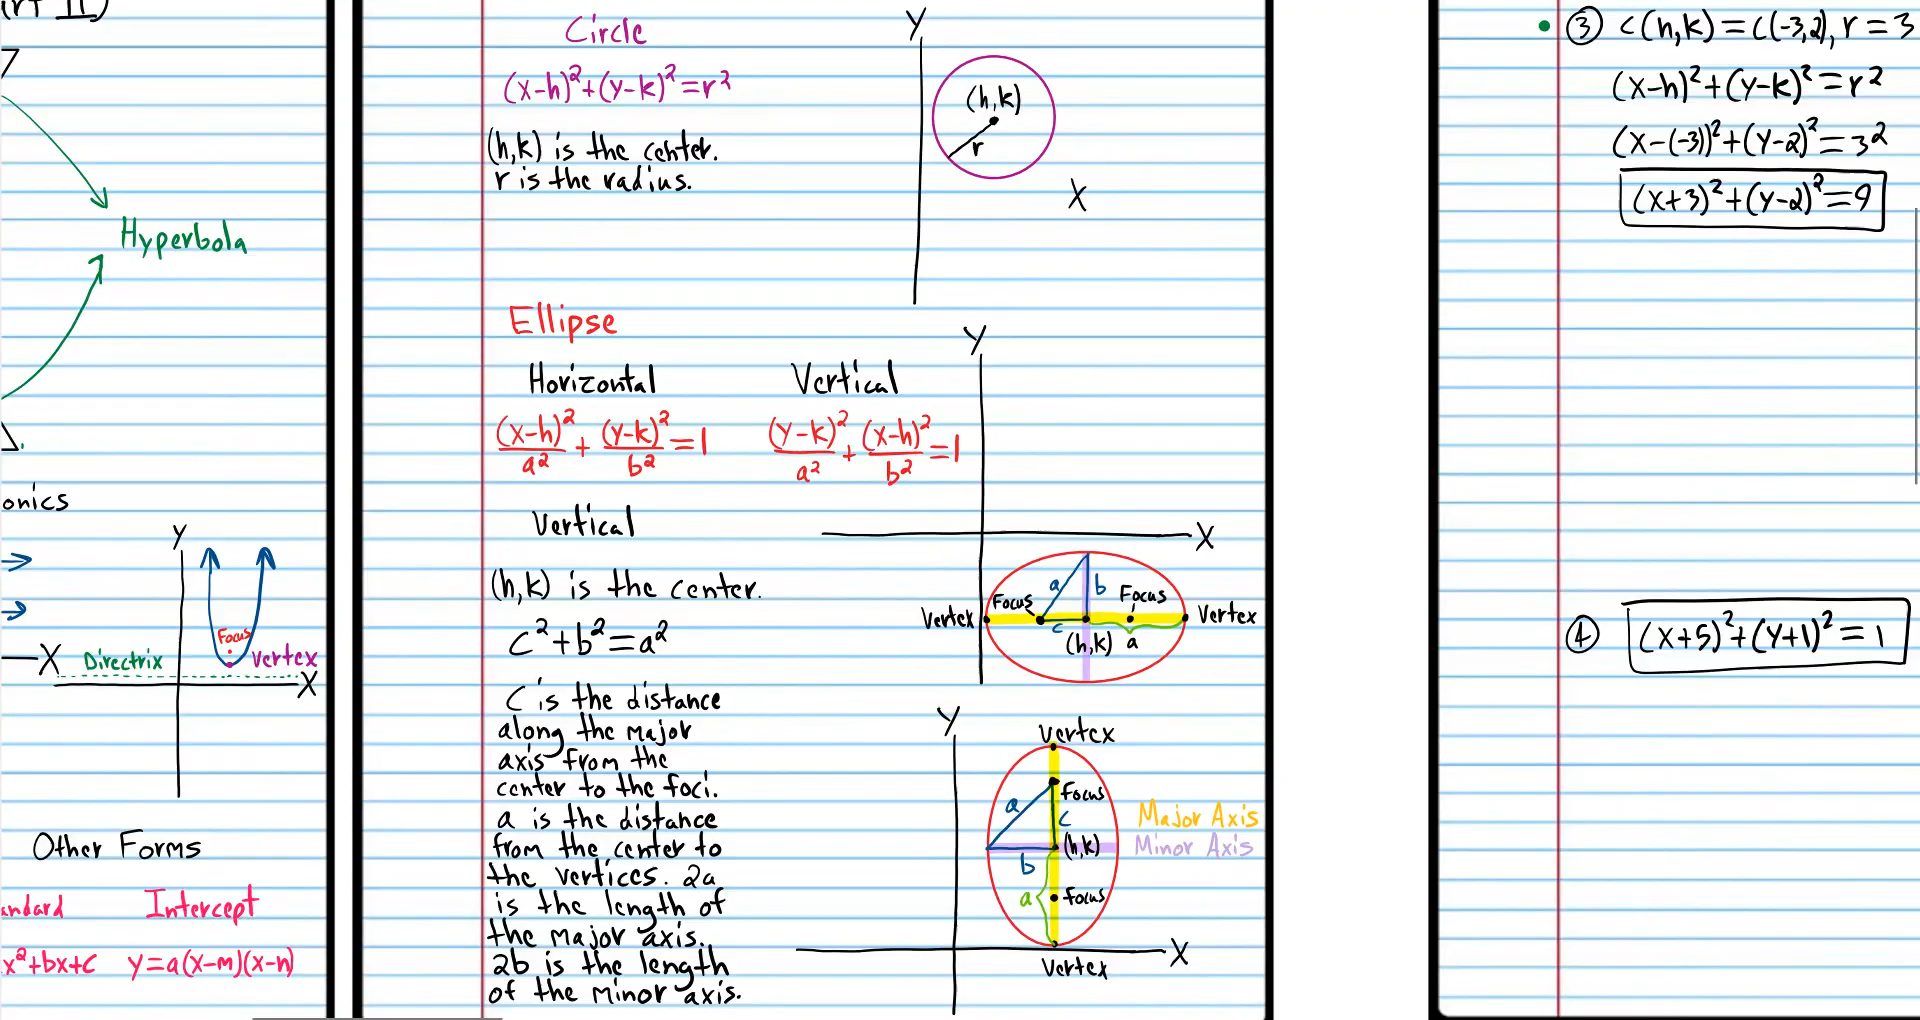 Hyperbola
onics
Y
Focus
X Directrix Vertex
X
Other Forms
Intercept
x²+bx+c y=a(x-m)(x-n)
Circle
(x-h)²+(y-k)²=r²
(h,k) is the center.
r is the radius.
Y
(h,k)
r
X
Ellipse
Horizontal Vertical
(x-h)²/a² + (y-k)²/b² = 1 (y-k)²/a² + (x-h)²/b² = 1
Vertical
(h,k) is the center.
c²+b²=a²
C is the distance
along the major
axis from the
center to the foci.
a is the distance
from the center to
the vertices. 2a
is the length of
the major axis.
2b is the length
of the minor axis.
Y
X
a b
Focus Focus
Vertex Vertex
c
(h,k) a
Y
Vertex
Focus
a c
Major Axis
(h,k) Minor Axis
b
a Focus
X
Vertex
③ C(h,k)=C(-3,2), r=3
(x-h)²+(y-k)²=r²
(x-(-3))²+(y-2)²=3²
(x+3)²+(y-2)²=9
④ (x+5)²+(y+1)²=1